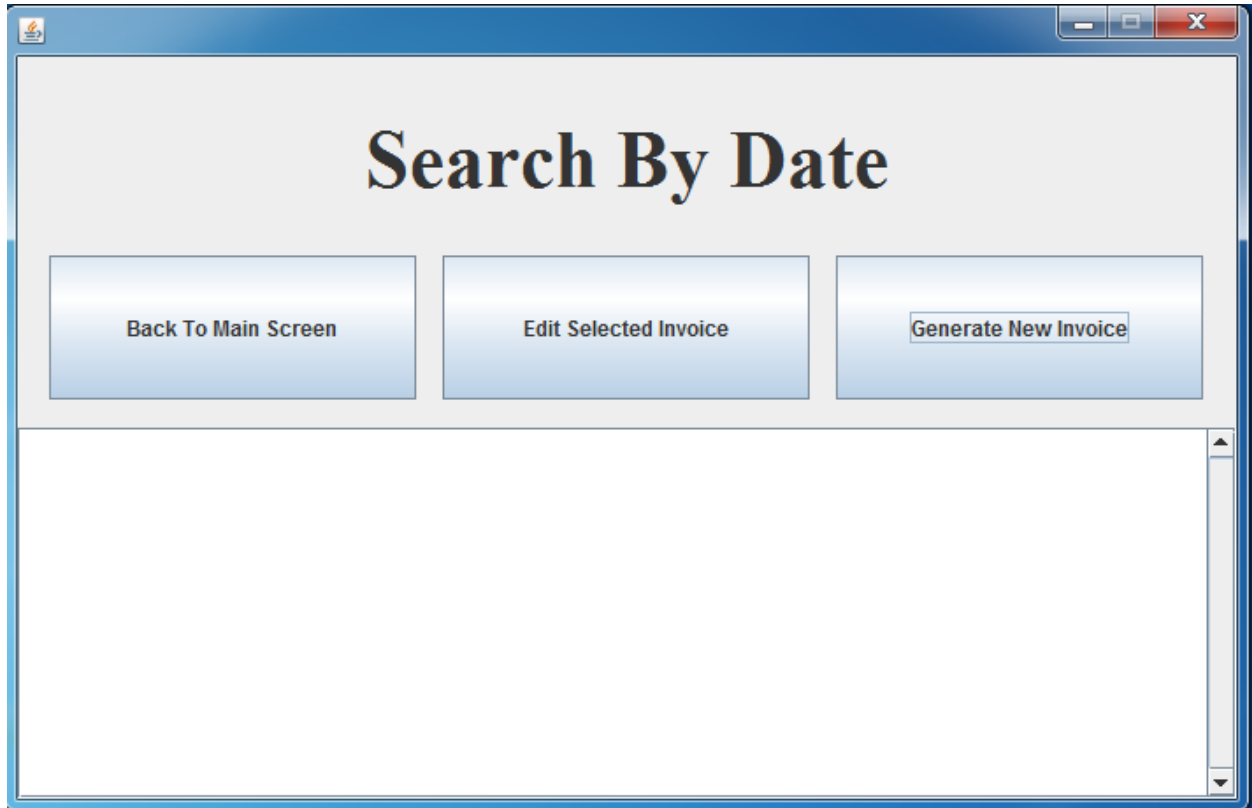 Search By Date
Back To Main Screen
Edit Selected Invoice
Generate New Invoice